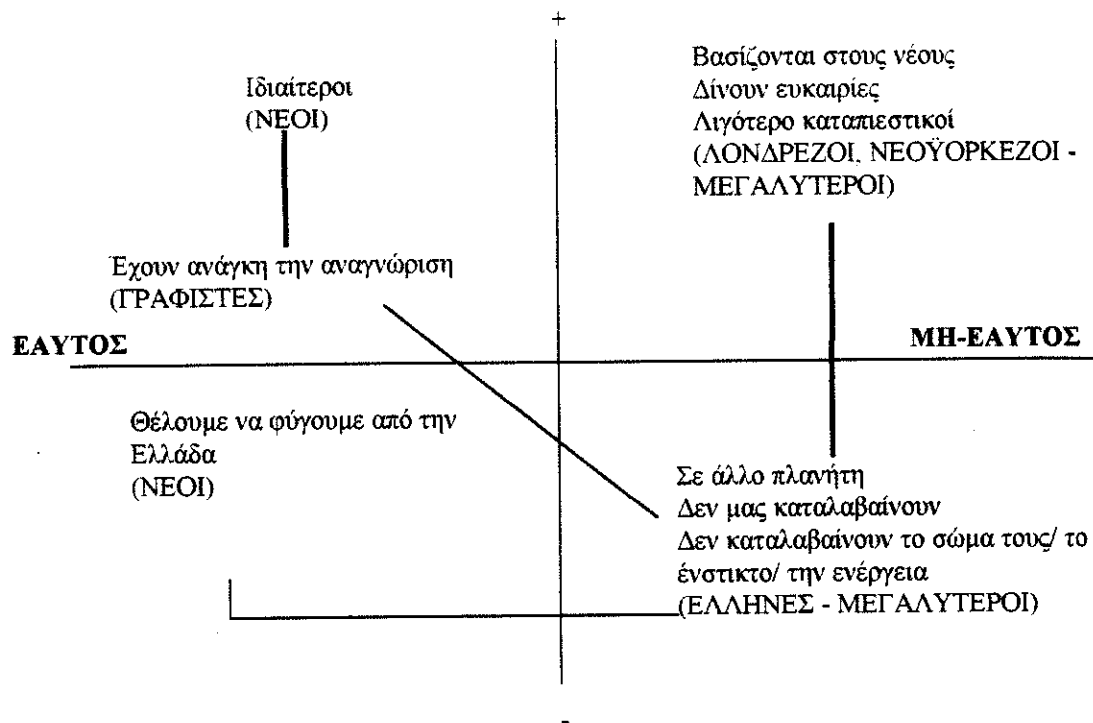 +
Ιδιαίτεροι
(ΝΕΟΙ)
Βασίζονται στους νέους
Δίνουν ευκαιρίες
Λιγότερο καταπιεστικοί
(ΛΟΝΔΡΕΖΟΙ, ΝΕΟΫΟΡΚΕΖΟΙ -
ΜΕΓΑΛΥΤΕΡΟΙ)
Έχουν ανάγκη την αναγνώριση
(ΓΡΑΦΙΣΤΕΣ)
ΕΑΥΤΟΣ
ΜΗ-ΕΑΥΤΟΣ
Θέλουμε να φύγουμε από την
Ελλάδα
(ΝΕΟΙ)
Σε άλλο πλανήτη
Δεν μας καταλαβαίνουν
Δεν καταλαβαίνουν το σώμα τους/ το
ένστικτο/ την ενέργεια
(ΕΛΛΗΝΕΣ - ΜΕΓΑΛΥΤΕΡΟΙ)
-